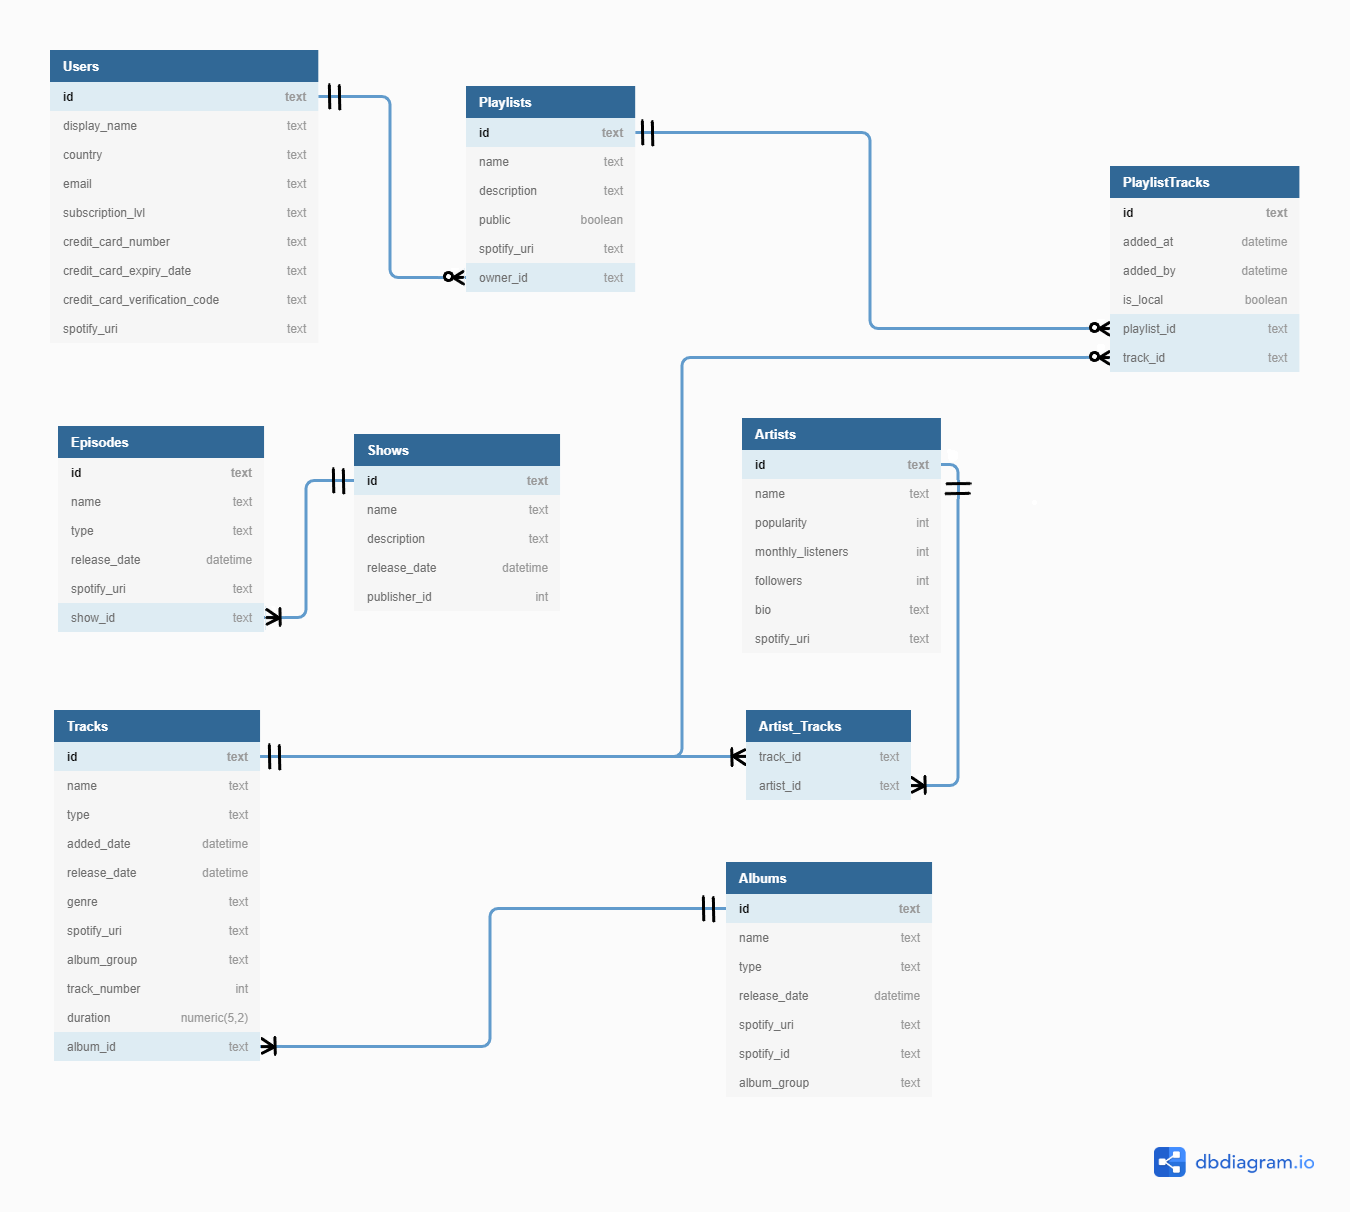 Users
id text
display_name text
country text
email text
subscription_lvl text
credit_card_number text
credit_card_expiry_date text
credit_card_verification_code text
spotify_uri text
Playlists
id text
name text
description text
public boolean
spotify_uri text
owner_id text
PlaylistTracks
id text
added_at datetime
added_by datetime
is_local boolean
playlist_id text
track_id text
Episodes
id text
name text
type text
release_date datetime
spotify_uri text
show_id text
Shows
id text
name text
description text
release_date datetime
publisher_id int
Artists
id text
name text
popularity int
monthly_listeners int
followers int
bio text
spotify_uri text
Tracks
id text
name text
type text
added_date datetime
release_date datetime
genre text
spotify_uri text
album_group text
track_number int
duration numeric(5,2)
album_id text
Artist_Tracks
track_id text
artist_id text
Albums
id text
name text
type text
release_date datetime
spotify_uri text
spotify_id text
album_group text
dbdiagram.io